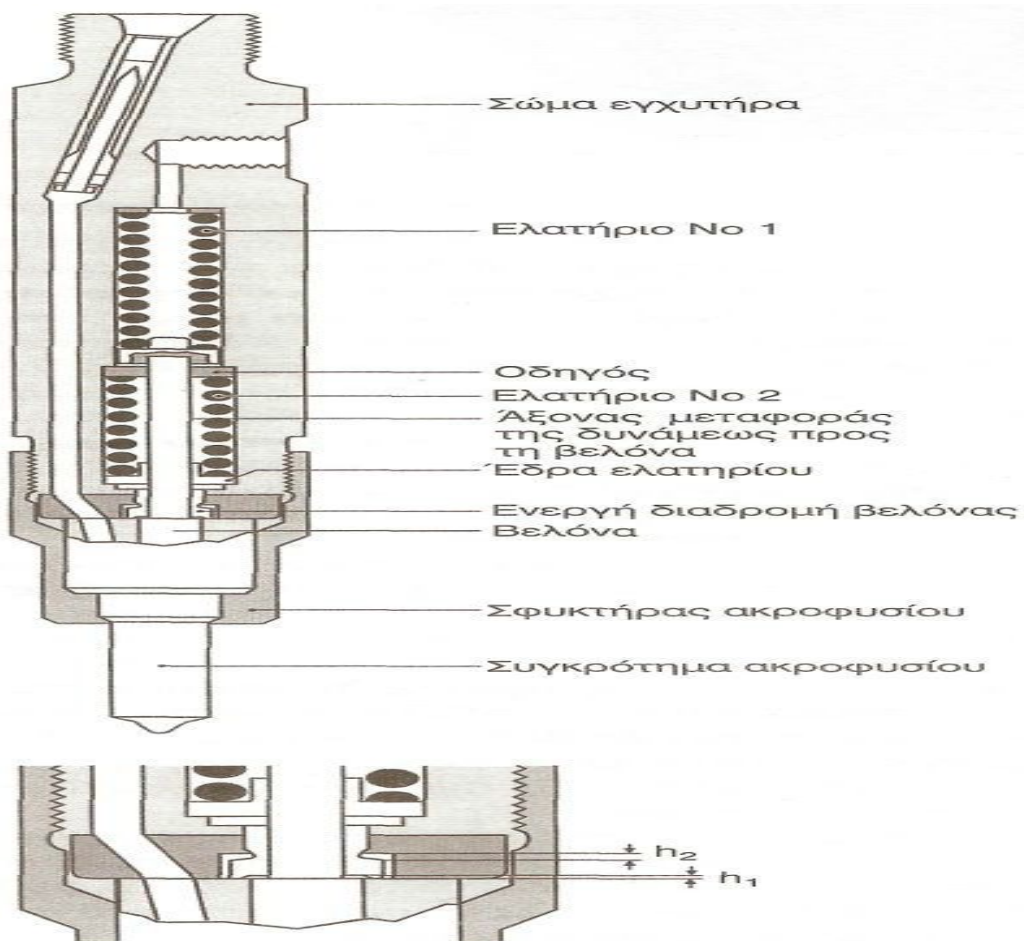 Σώμα εγχυτήρα
Ελατήριο Νο 1
Οδηγός
Ελατήριο Νο 2
Άξονας μεταφοράς
της δυνάμεως προς
τη βελόνα
Έδρα ελατηρίου
Ενεργή διαδρομή βελόνας
Βελόνα
Σφυκτήρας ακροφυσίου
Συγκρότημα ακροφυσίου
h₂
h₁